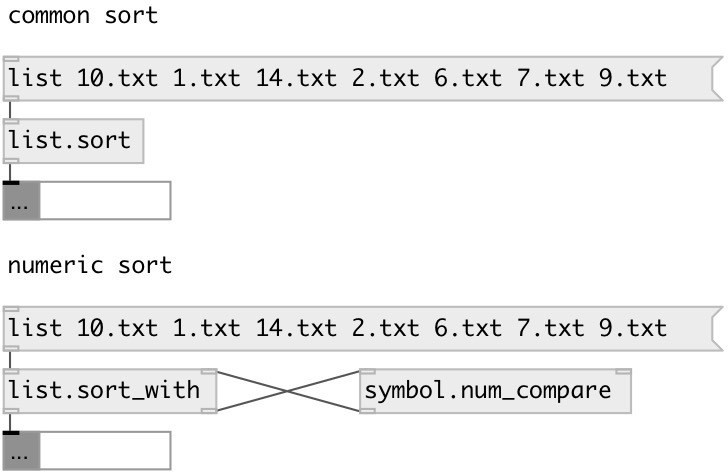 common sort
list 10.txt 1.txt 14.txt 2.txt 6.txt 7.txt 9.txt
list.sort
...
numeric sort
list 10.txt 1.txt 14.txt 2.txt 6.txt 7.txt 9.txt
list.sort_with symbol.num_compare
...